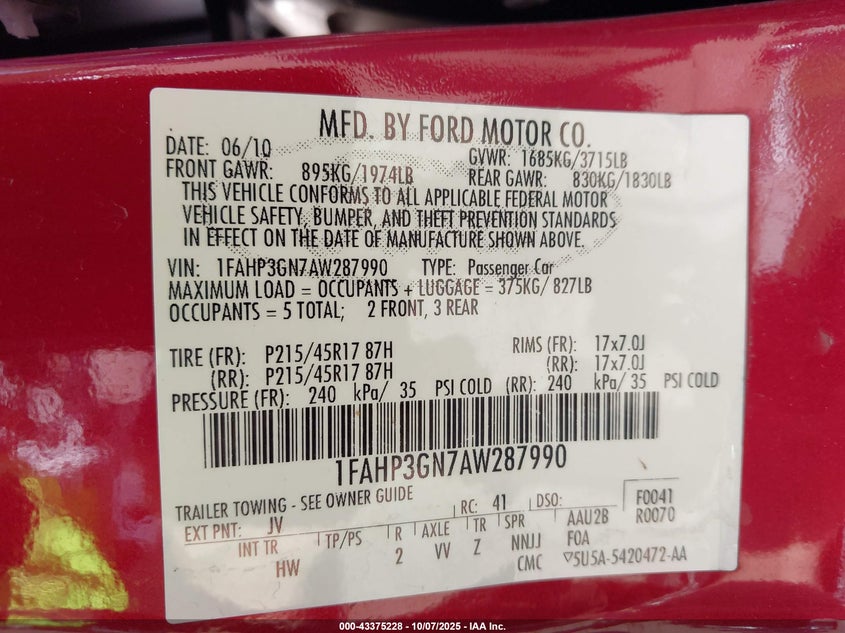 MFD. BY FORD MOTOR CO.
DATE: 06/10 GVWR: 1685KG/3715LB
FRONT GAWR: 895KG/1974LB REAR GAWR: 830KG/1830LB
THIS VEHICLE CONFORMS TO ALL APPLICABLE FEDERAL MOTOR
VEHICLE SAFETY, BUMPER, AND THEFT PREVENTION STANDARDS
IN EFFECT ON THE DATE OF MANUFACTURE SHOWN ABOVE.
VIN: 1FAHP3GN7AW287990 TYPE: Passenger Car
MAXIMUM LOAD = OCCUPANTS + LUGGAGE = 375KG/ 827LB
OCCUPANTS = 5 TOTAL; 2 FRONT, 3 REAR
TIRE (FR): P215/45R17 87H RIMS (FR): 17x7.0J
(RR): P215/45R17 87H (RR): 17x7.0J
PRESSURE (FR): 240 kPa/ 35 PSI COLD (RR): 240 kPa/ 35 PSI COLD
1FAHP3GN7AW287990
TRAILER TOWING - SEE OWNER GUIDE
EXT PNT: JV RC: 41 DSO: F0041
INT TR TP/PS R AXLE TR SPR AAU2B R0070
HW 2 VV Z NNJJ FOA
CMC ▽5U5A-5420472-AA
000-43375228 - 10/07/2025 - IAA Inc.